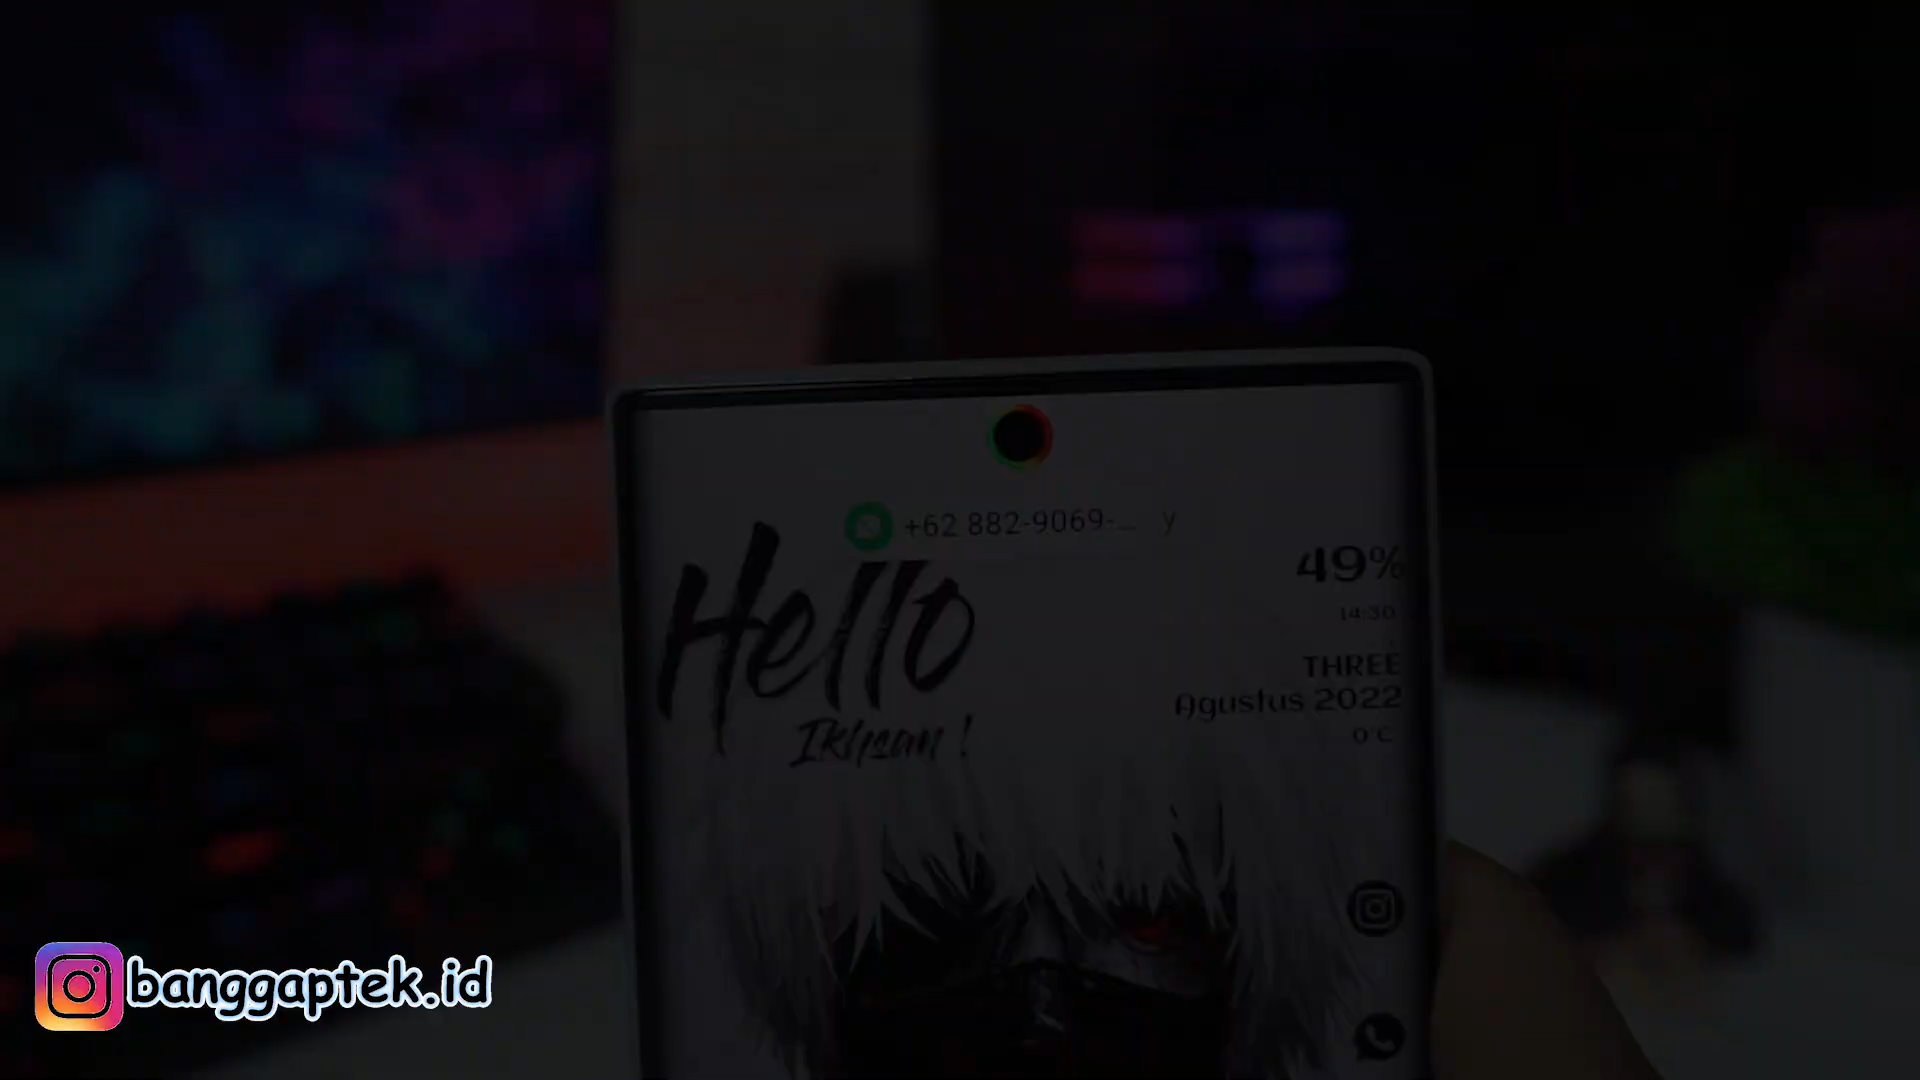 +62 882-9069-... y
Hello
Ikhsan !
49%
14:30
THREE
Agustus 2022
0°C
banggaptek.id